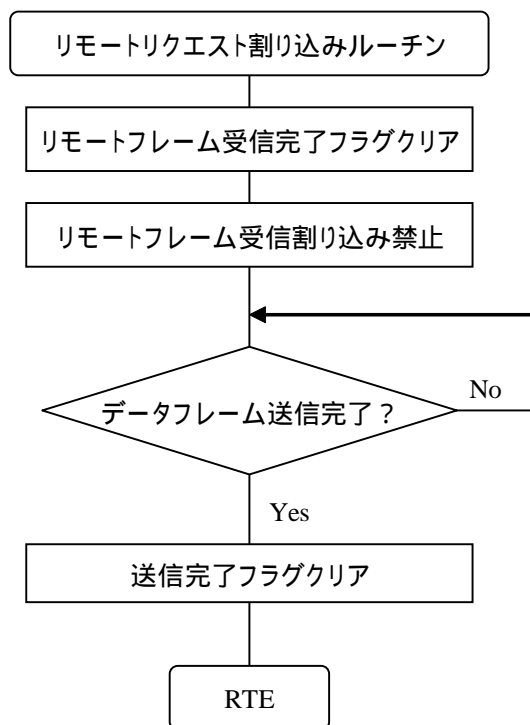 リモートリクエスト割り込みルーチン
リモートフレーム受信完了フラグクリア
リモートフレーム受信割り込み禁止
データフレーム送信完了？
No
Yes
送信完了フラグクリア
RTE